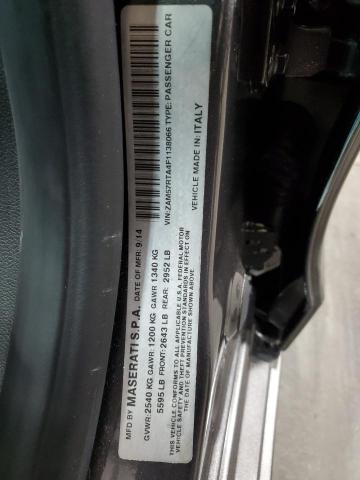 MFD BY MASERATI S.P.A. DATE OF MFR: 9.14
GVWR: 2540 KG GAWR: 1200 KG GAWR 1340 KG
5595 LB FRONT: 2643 LB REAR: 2952 LB
THIS VEHICLE CONFORMS TO ALL APPLICABLE U.S.A. FEDERAL MOTOR
VEHICLE SAFETY AND THEFT PREVENTION STANDARDS IN EFFECT ON
THE DATE OF MANUFACTURE SHOWN ABOVE.
VIN: ZAM57RTA4F1138066 TYPE: PASSENGER CAR
VEHICLE MADE IN: ITALY